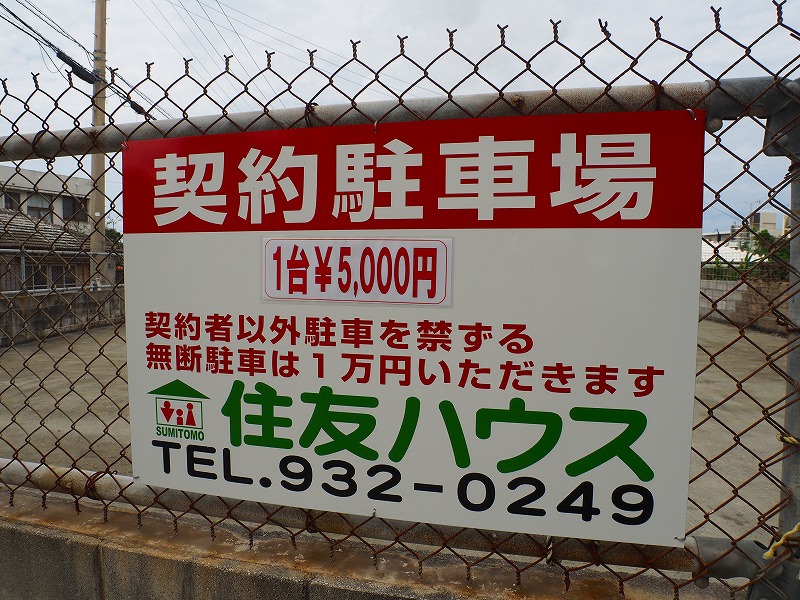 契約駐車場
1台¥5,000円
契約者以外駐車を禁ずる
無断駐車は1万円いただきます
SUMITOMO
住友ハウス
TEL.932-0249